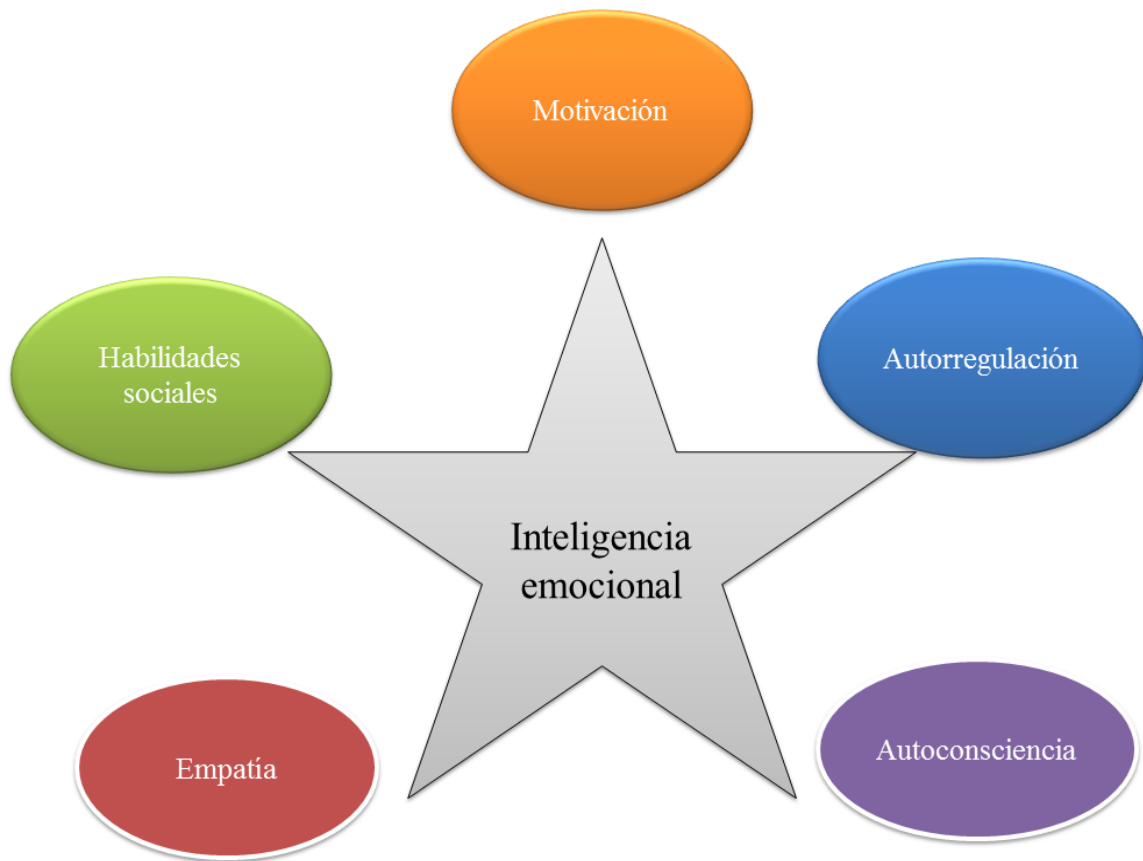 Motivación
Habilidades
sociales
Autorregulación
Inteligencia
emocional
Empatía
Autoconsciencia